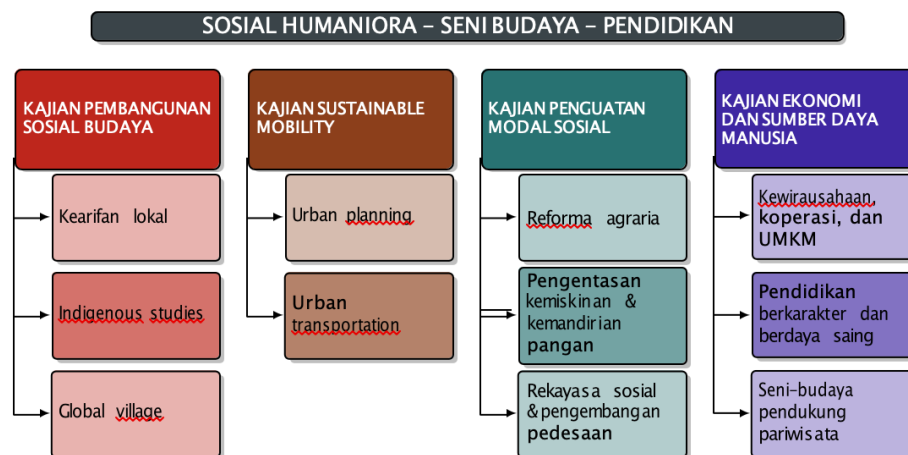 SOSIAL HUMANIORA – SENI BUDAYA – PENDIDIKAN
KAJIAN PEMBANGUNAN
SOSIAL BUDAYA
Kearifan lokal
Indigenous studies
Global village
KAJIAN SUSTAINABLE
MOBILITY
Urban planning
Urban
transportation
KAJIAN PENGUATAN
MODAL SOSIAL
Reforma agraria
Pengentasan
kemiskinan &
kemandirian
pangan
Rekayasa sosial
&pengembangan
pedesaan
KAJIAN EKONOMI
DAN SUMBER DAYA
MANUSIA
Kewirausahaan,
koperasi, dan
UMKM
Pendidikan
berkarakter dan
berdaya saing
Seni-budaya
pendukung
pariwisata